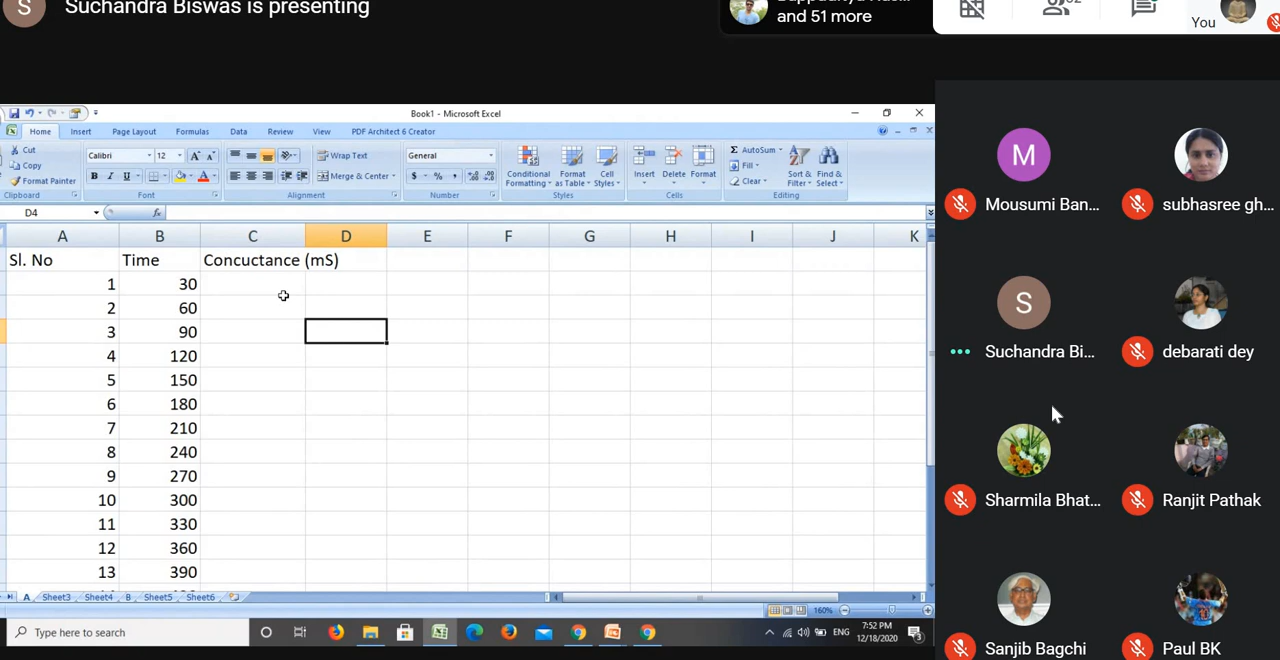 S Suchandra Biswas is presenting
and 51 more
You
Book1 - Microsoft Excel
Home Insert Page Layout Formulas Data Review View PDF Architect 6 Creator
Cut
Copy
Format Painter
Clipboard
Calibri 12
B I U
Font
Wrap Text
Merge & Center
Alignment
General
$ % ,
Number
Conditional Formatting
Format as Table
Cell Styles
Styles
Insert Delete Format
Cells
Σ AutoSum
Fill
Clear
Sort & Filter
Find & Select
Editing
D4 fx
A B C D E F G H I J K
Sl. No Time Concuctance (mS)
1 30
2 60
3 90
4 120
5 150
6 180
7 210
8 240
9 270
10 300
11 330
12 360
13 390
A Sheet3 Sheet4 B Sheet5 Sheet6
160%
Type here to search
ENG
7:52 PM
12/18/2020
3
M
Mousumi Ban...
subhasree gh...
S
Suchandra Bi...
debarati dey
Sharmila Bhat...
Ranjit Pathak
Sanjib Bagchi
Paul BK